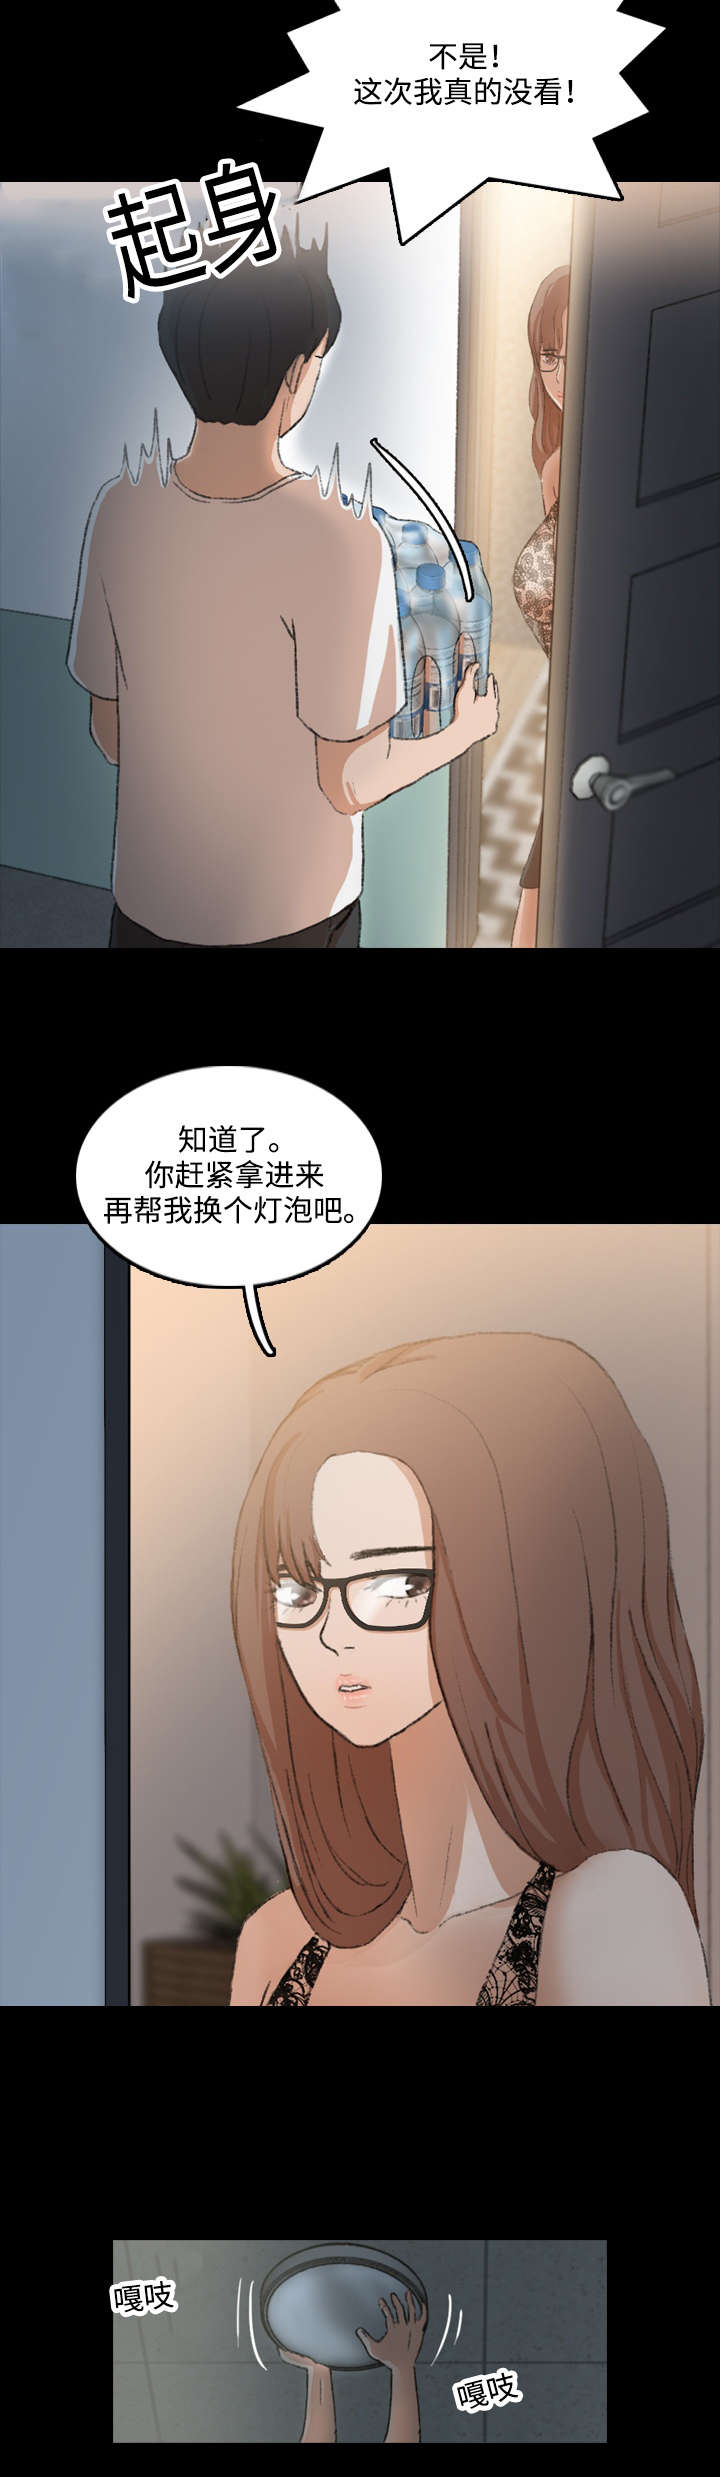 不是！
这次我真的没看！
起身
知道了。
你赶紧拿进来
再帮我换个灯泡吧。
嘎吱
嘎吱